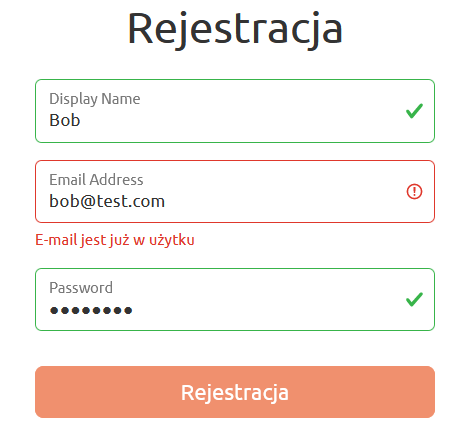 Rejestracja
Display Name
Bob
Email Address
bob@test.com
E-mail jest już w użytku
Password
●●●●●●●●
Rejestracja